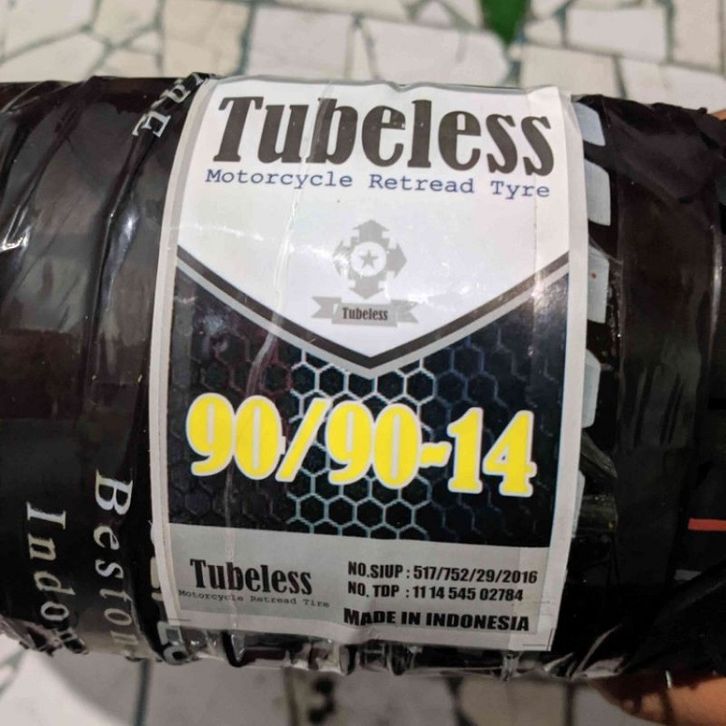 Tubeless
Motorcycle Retread Tyre
Tubeless
90/90-14
Tubeless
Motorcycle Retread Tire
NO.SIUP : 517/752/29/2016
NO. TDP : 11 14 545 02784
MADE IN INDONESIA